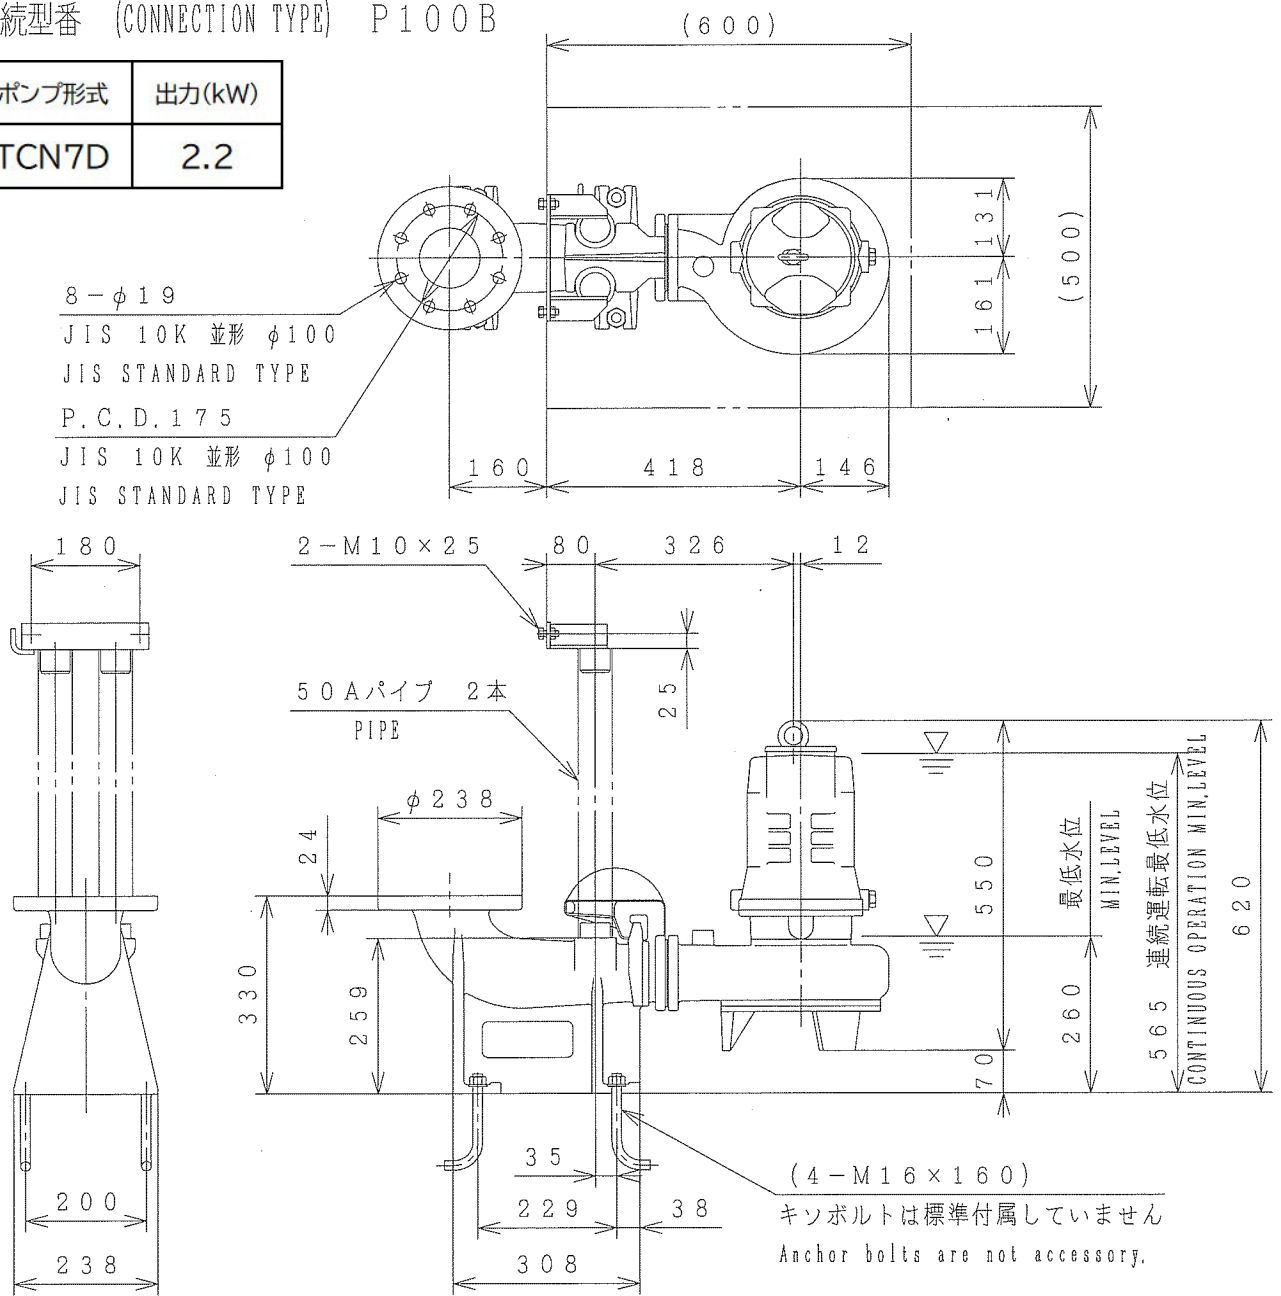 続型番 (CONNECTION TYPE) P100B
ポンプ形式 出力(kW)
TCN7D 2.2
(600)
131
161
(500)
8-φ19
JIS 10K 並形 φ100
JIS STANDARD TYPE
P.C.D.175
JIS 10K 並形 φ100
JIS STANDARD TYPE
160 418 146
180
2-M10×25
80 326 12
25
50Aパイプ 2本
PIPE
φ238
24
330
259
550
70
最低水位
MIN.LEVEL
260
565 連続運転最低水位
CONTINUOUS OPERATION MIN.LEVEL
620
35
229 38
308
200
238
(4-M16×160)
キソボルトは標準付属していません
Anchor bolts are not accessory.